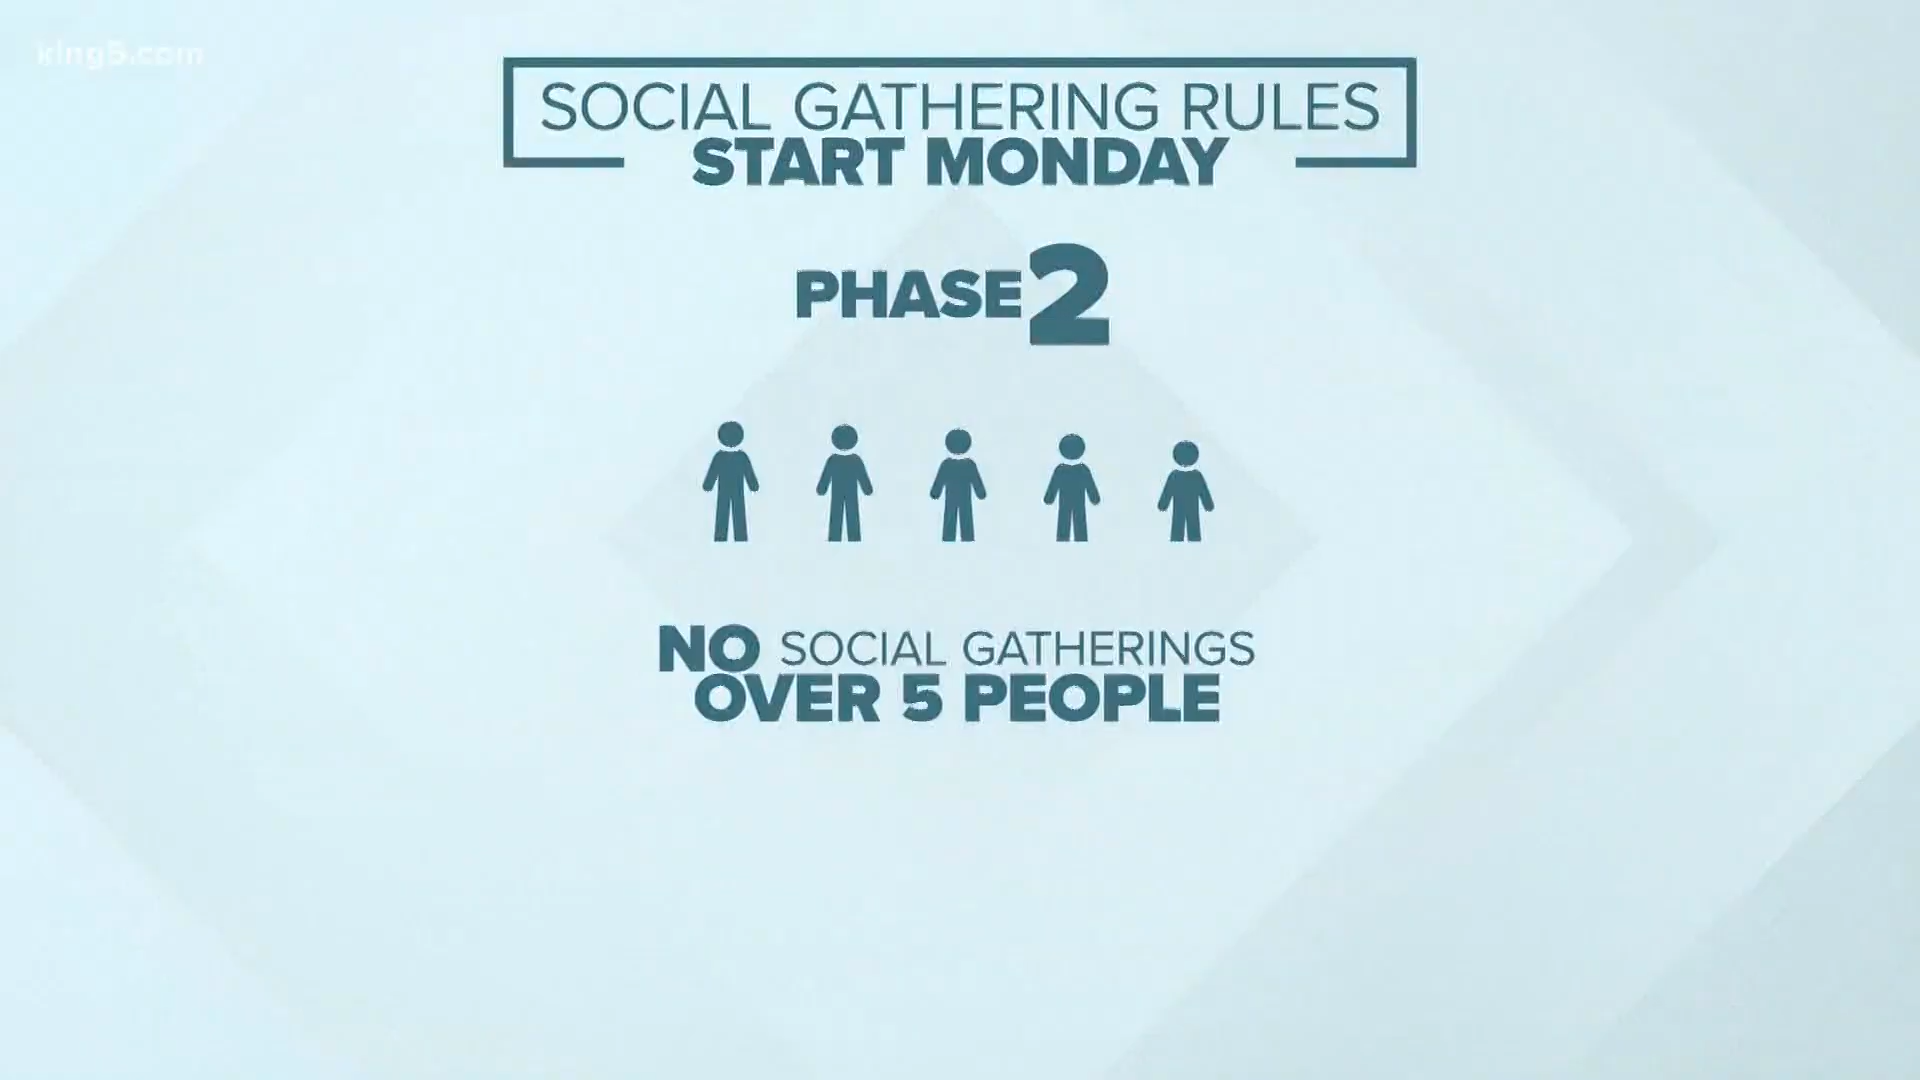 king5.com
SOCIAL GATHERING RULES
START MONDAY
PHASE 2
NO SOCIAL GATHERINGS
OVER 5 PEOPLE